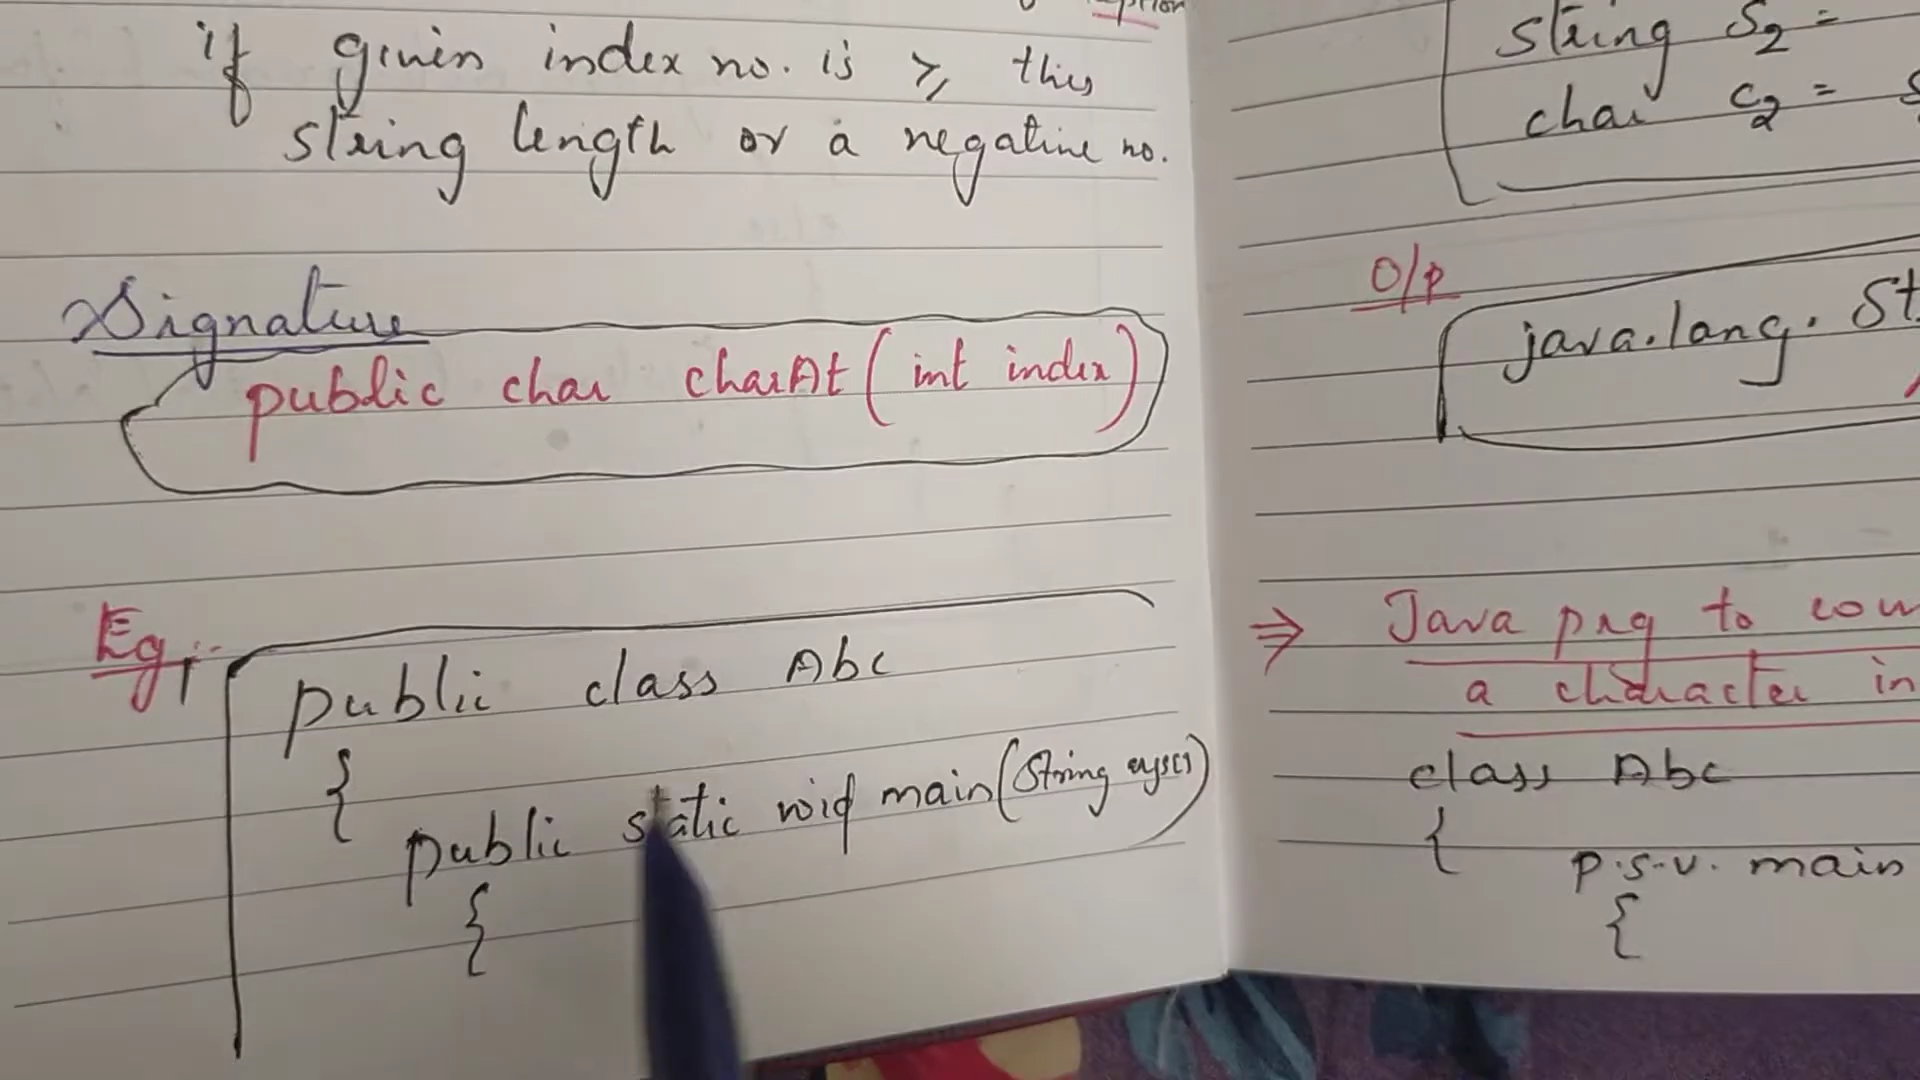 if given index no. is ⩾ this
string length or a negative no.
Signature
public char charAt(int index)
Eg:-
public class Abc
{
public static void main(String args[])
{
String S2 =
char c2 =
O/p
java.lang. St
⇒ Java prg to cou
a character in
class Abc
{
p.s.v. main
{